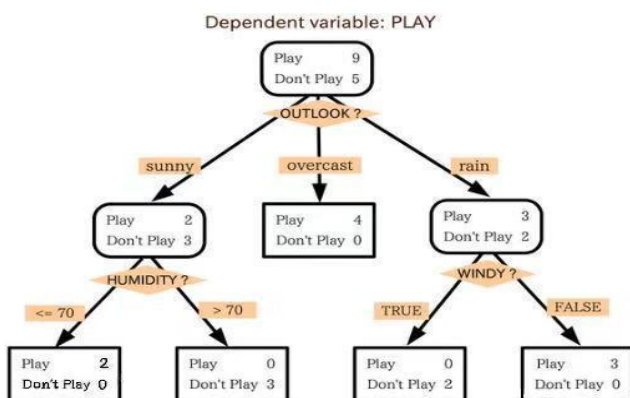 Dependent variable: PLAY
Play 9
Don't Play 5
OUTLOOK ?
sunny
overcast
rain
Play 2
Don't Play 3
Play 4
Don't Play 0
Play 3
Don't Play 2
HUMIDITY ?
WINDY ?
<= 70
> 70
TRUE
FALSE
Play 2
Don't Play 0
Play 0
Don't Play 3
Play 0
Don't Play 2
Play 3
Don't Play 0